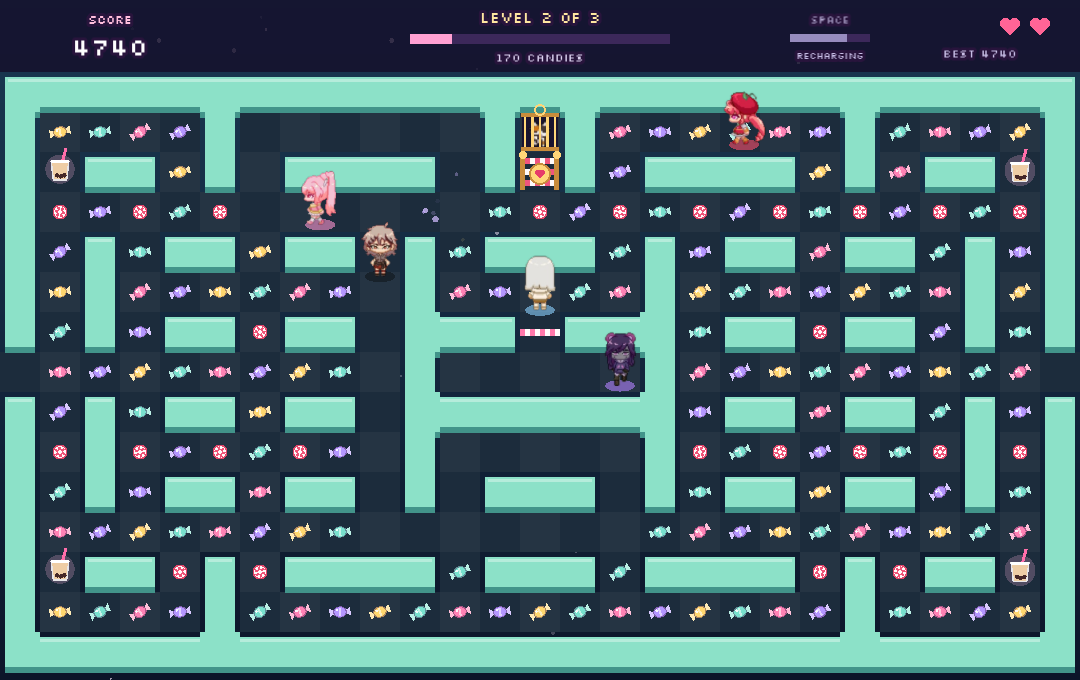 SCORE
4740
LEVEL 2 OF 3
170 CANDIES
SPACE
RECHARGING
BEST 4740